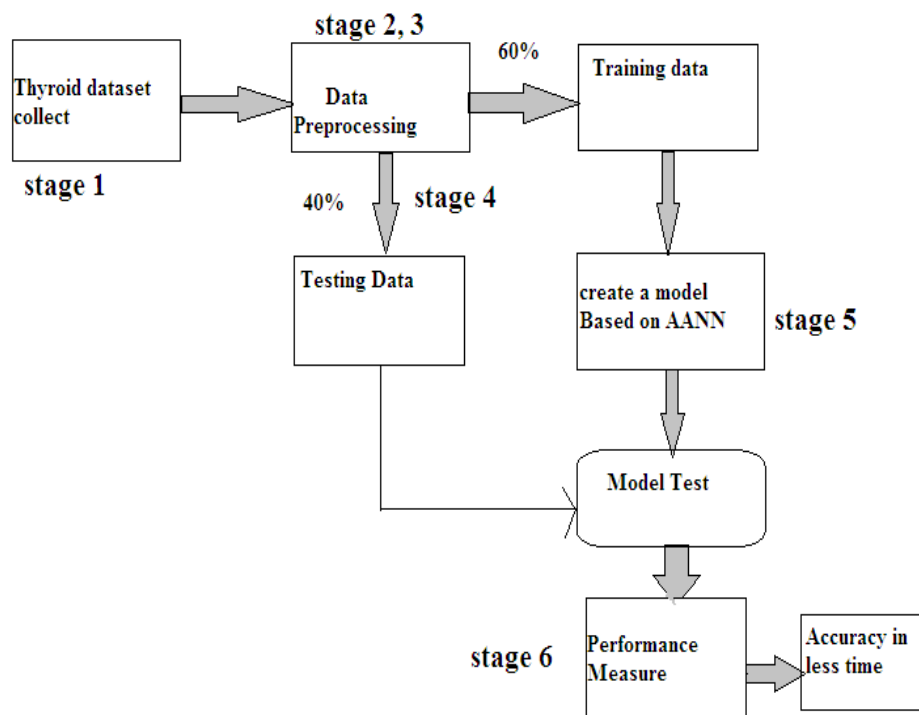 stage 2, 3
60%
Thyroid dataset
collect
Data
Preprocessing
Training data
stage 1
40%
stage 4
Testing Data
create a model
Based on AANN
stage 5
Model Test
stage 6
Performance
Measure
Accuracy in
less time